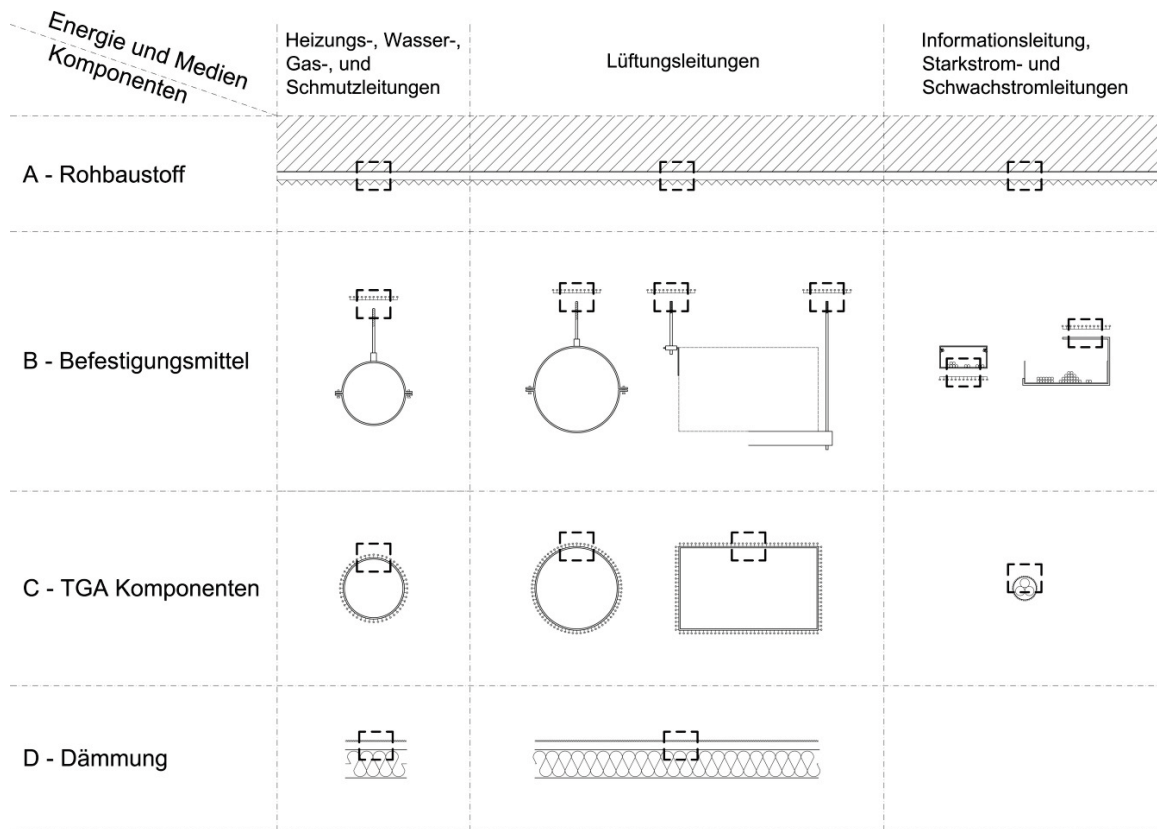 Energie und Medien
Komponenten
Heizungs-, Wasser-,
Gas-, und
Schmutzleitungen
Lüftungsleitungen
Informationsleitung,
Starkstrom- und
Schwachstromleitungen
A - Rohbaustoff
B - Befestigungsmittel
C - TGA Komponenten
D - Dämmung